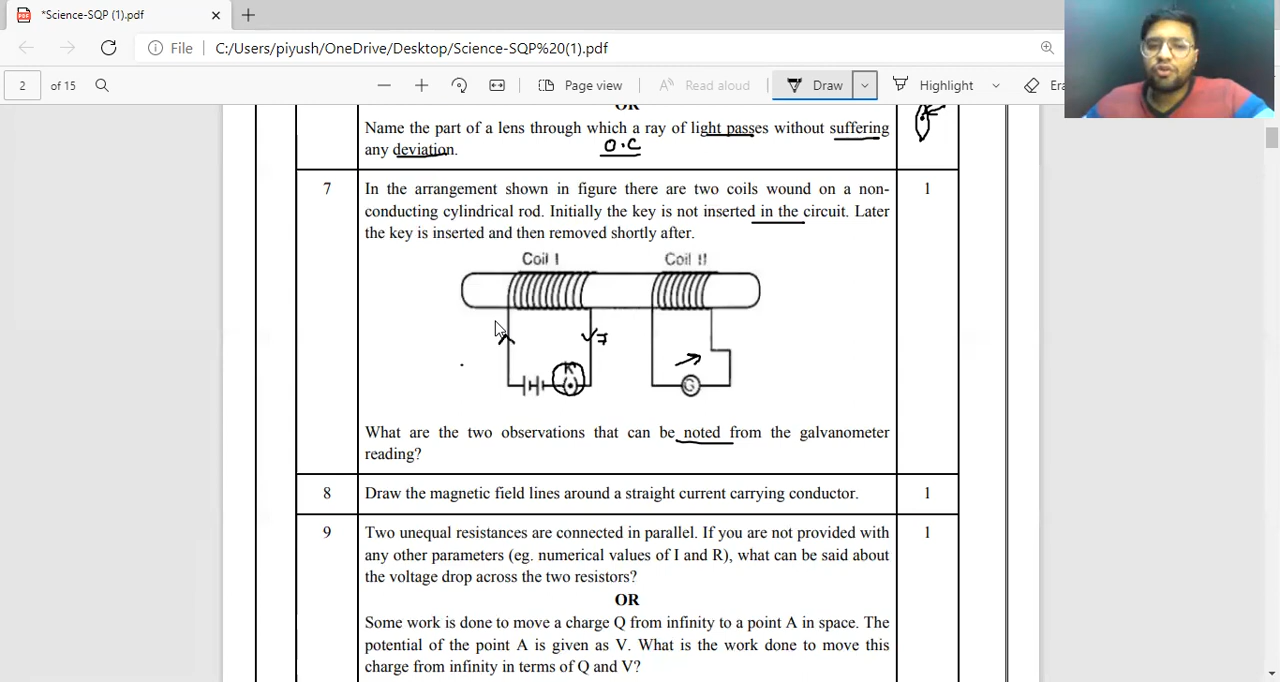 *Science-SQP (1).pdf
File
C:/Users/piyush/OneDrive/Desktop/Science-SQP%20(1).pdf
2 of 15
Page view
Read aloud
Draw
Highlight
OR
Name the part of a lens through which a ray of light passes without suffering
any deviation.
O.C
7
In the arrangement shown in figure there are two coils wound on a non-
1
conducting cylindrical rod. Initially the key is not inserted in the circuit. Later
the key is inserted and then removed shortly after.
Coil I
Coil II
K
G
What are the two observations that can be noted from the galvanometer
reading?
8
Draw the magnetic field lines around a straight current carrying conductor.
1
9
Two unequal resistances are connected in parallel. If you are not provided with
1
any other parameters (eg. numerical values of I and R), what can be said about
the voltage drop across the two resistors?
OR
Some work is done to move a charge Q from infinity to a point A in space. The
potential of the point A is given as V. What is the work done to move this
charge from infinity in terms of Q and V?